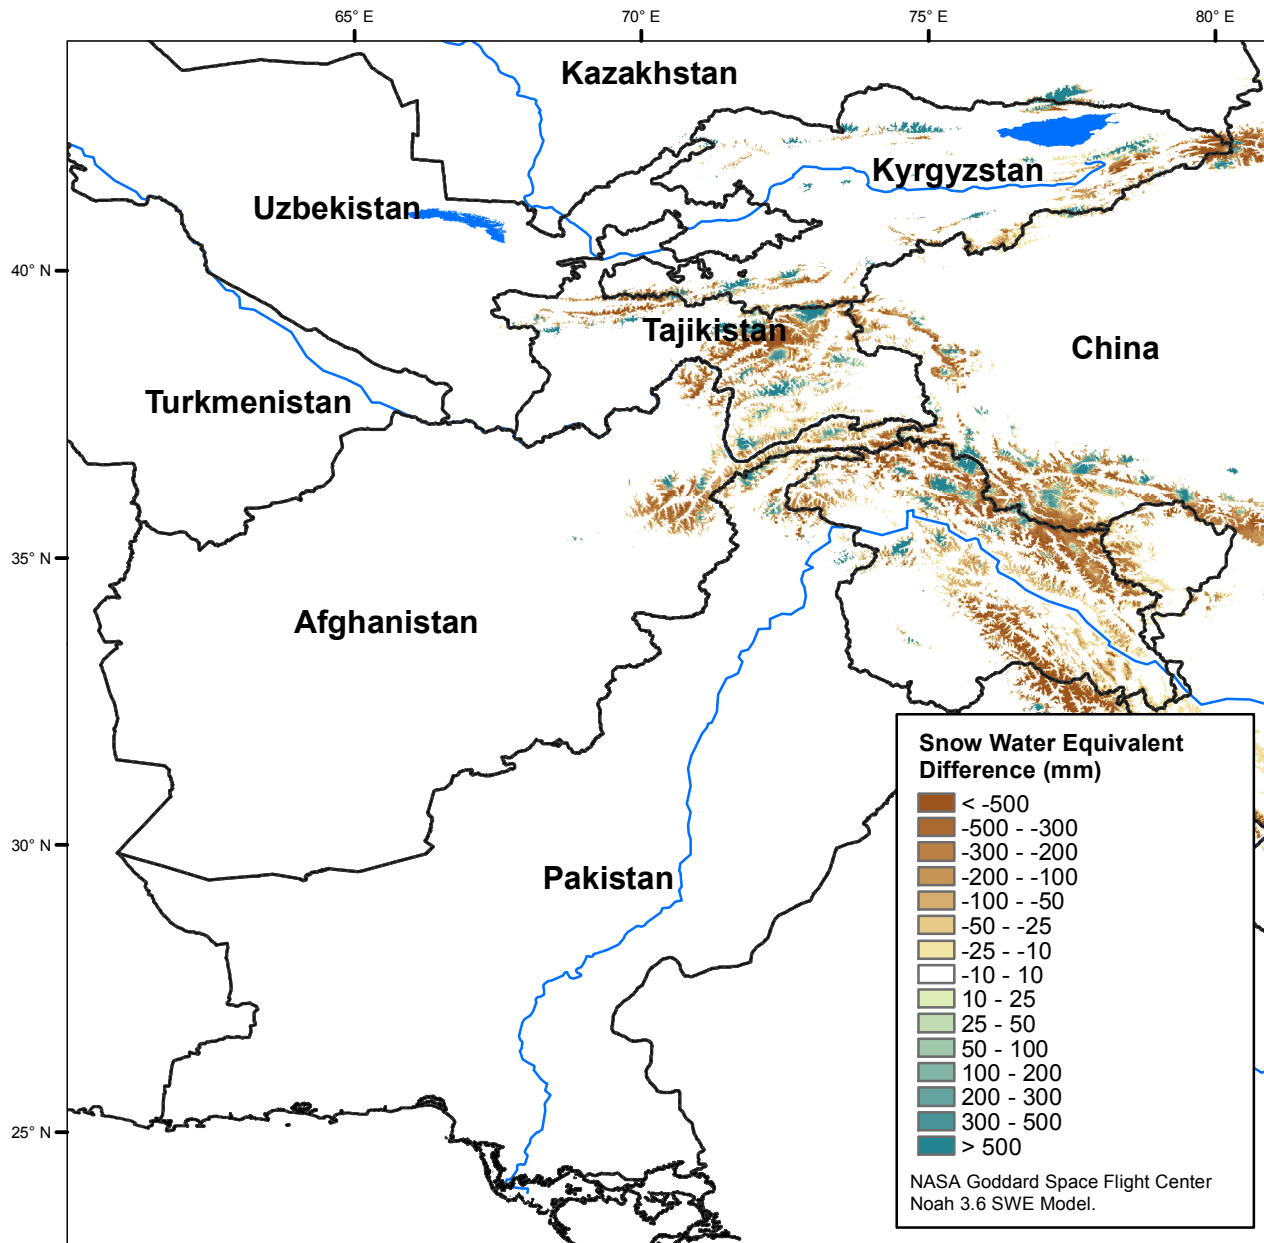 65° E
70° E
75° E
80° E
Kazakhstan
Kyrgyzstan
Uzbekistan
40° N
Tajikistan
China
Turkmenistan
35° N
Afghanistan
Snow Water Equivalent
Difference (mm)
< -500
-500 - -300
-300 - -200
-200 - -100
-100 - -50
-50 - -25
-25 - -10
-10 - 10
10 - 25
25 - 50
50 - 100
100 - 200
200 - 300
300 - 500
> 500
NASA Goddard Space Flight Center
Noah 3.6 SWE Model.
30° N
Pakistan
25° N